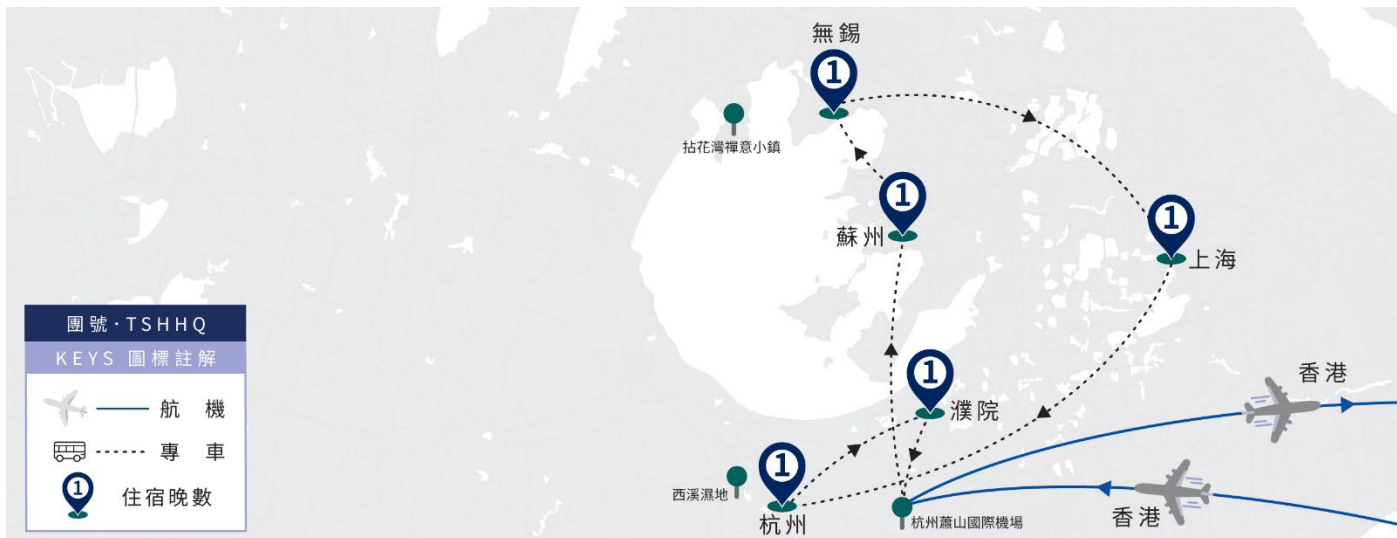 無錫
1
拈花灣禪意小鎮
1
蘇州
1
上海
團號·TSHHQ
KEYS 圖標註解
航機
專車
1
住宿晚數
香港
1
濮院
1
西溪濕地
杭州
杭州蕭山國際機場
香港